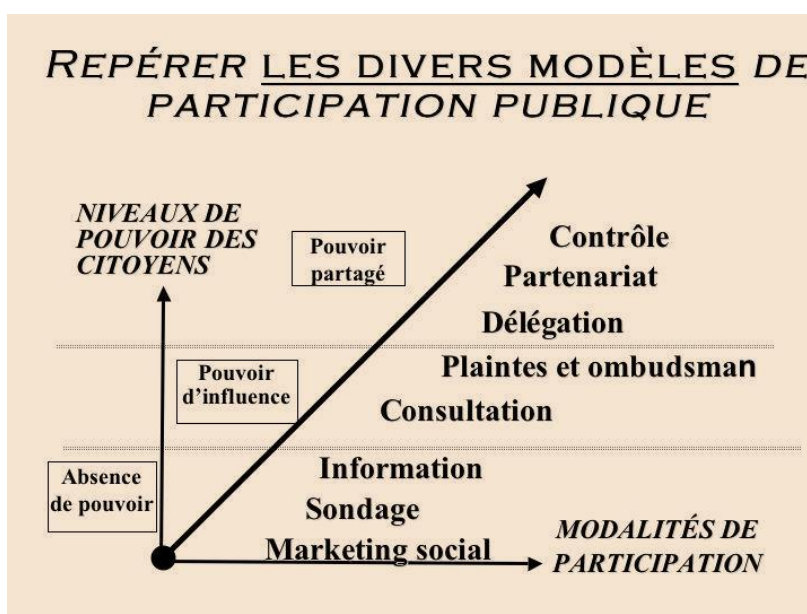 REPÉRER LES DIVERS MODÈLES DE
PARTICIPATION PUBLIQUE
NIVEAUX DE
POUVOIR DES
CITOYENS
Pouvoir
partagé
Contrôle
Partenariat
Délégation
Pouvoir
d'influence
Plaintes et ombudsman
Consultation
Absence
de pouvoir
Information
Sondage
Marketing social
MODALITÉS DE
PARTICIPATION